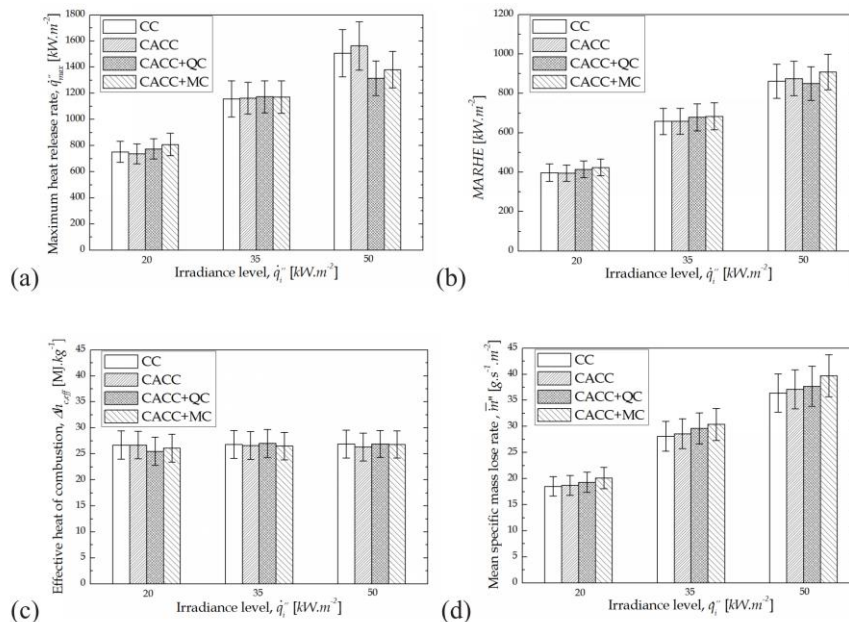 CC
CACC
CACC+QC
CACC+MC
Maximum heat release rate, q̇″max [kW.m⁻²]
1800
1600
1400
1200
1000
800
600
400
200
0
20
35
50
Irradiance level, q̇ᵢ″ [kW.m⁻²]
(a)
CC
CACC
CACC+QC
CACC+MC
MARHE [kW.m⁻²]
1200
1000
800
600
400
200
0
20
35
50
Irradiance level, q̇ᵢ″ [kW.m⁻²]
(b)
CC
CACC
CACC+QC
CACC+MC
Effective heat of combustion, Δh c,eff [MJ.kg⁻¹]
45
40
35
30
25
20
15
10
5
0
20
35
50
Irradiance level, q̇ᵢ″ [kW.m⁻²]
(c)
CC
CACC
CACC+QC
CACC+MC
Mean specific mass lose rate, m̄″ [g.s⁻¹.m⁻²]
45
40
35
30
25
20
15
10
5
0
20
35
50
Irradiance level, q̇ᵢ″ [kW.m⁻²]
(d)